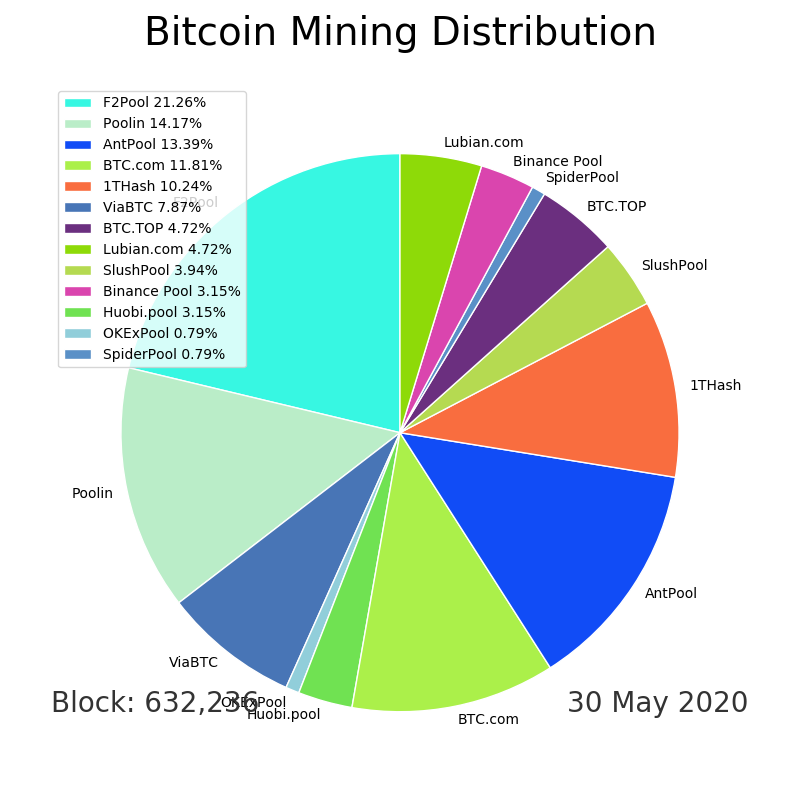 Bitcoin Mining Distribution
F2Pool 21.26%
Poolin 14.17%
AntPool 13.39%
BTC.com 11.81%
1THash 10.24%
ViaBTC 7.87%
BTC.TOP 4.72%
Lubian.com 4.72%
SlushPool 3.94%
Binance Pool 3.15%
Huobi.pool 3.15%
OKExPool 0.79%
SpiderPool 0.79%
F2Pool
Lubian.com
Binance Pool
SpiderPool
BTC.TOP
SlushPool
1THash
AntPool
BTC.com
Huobi.pool
OKExPool
ViaBTC
Poolin
Block: 632,236
30 May 2020